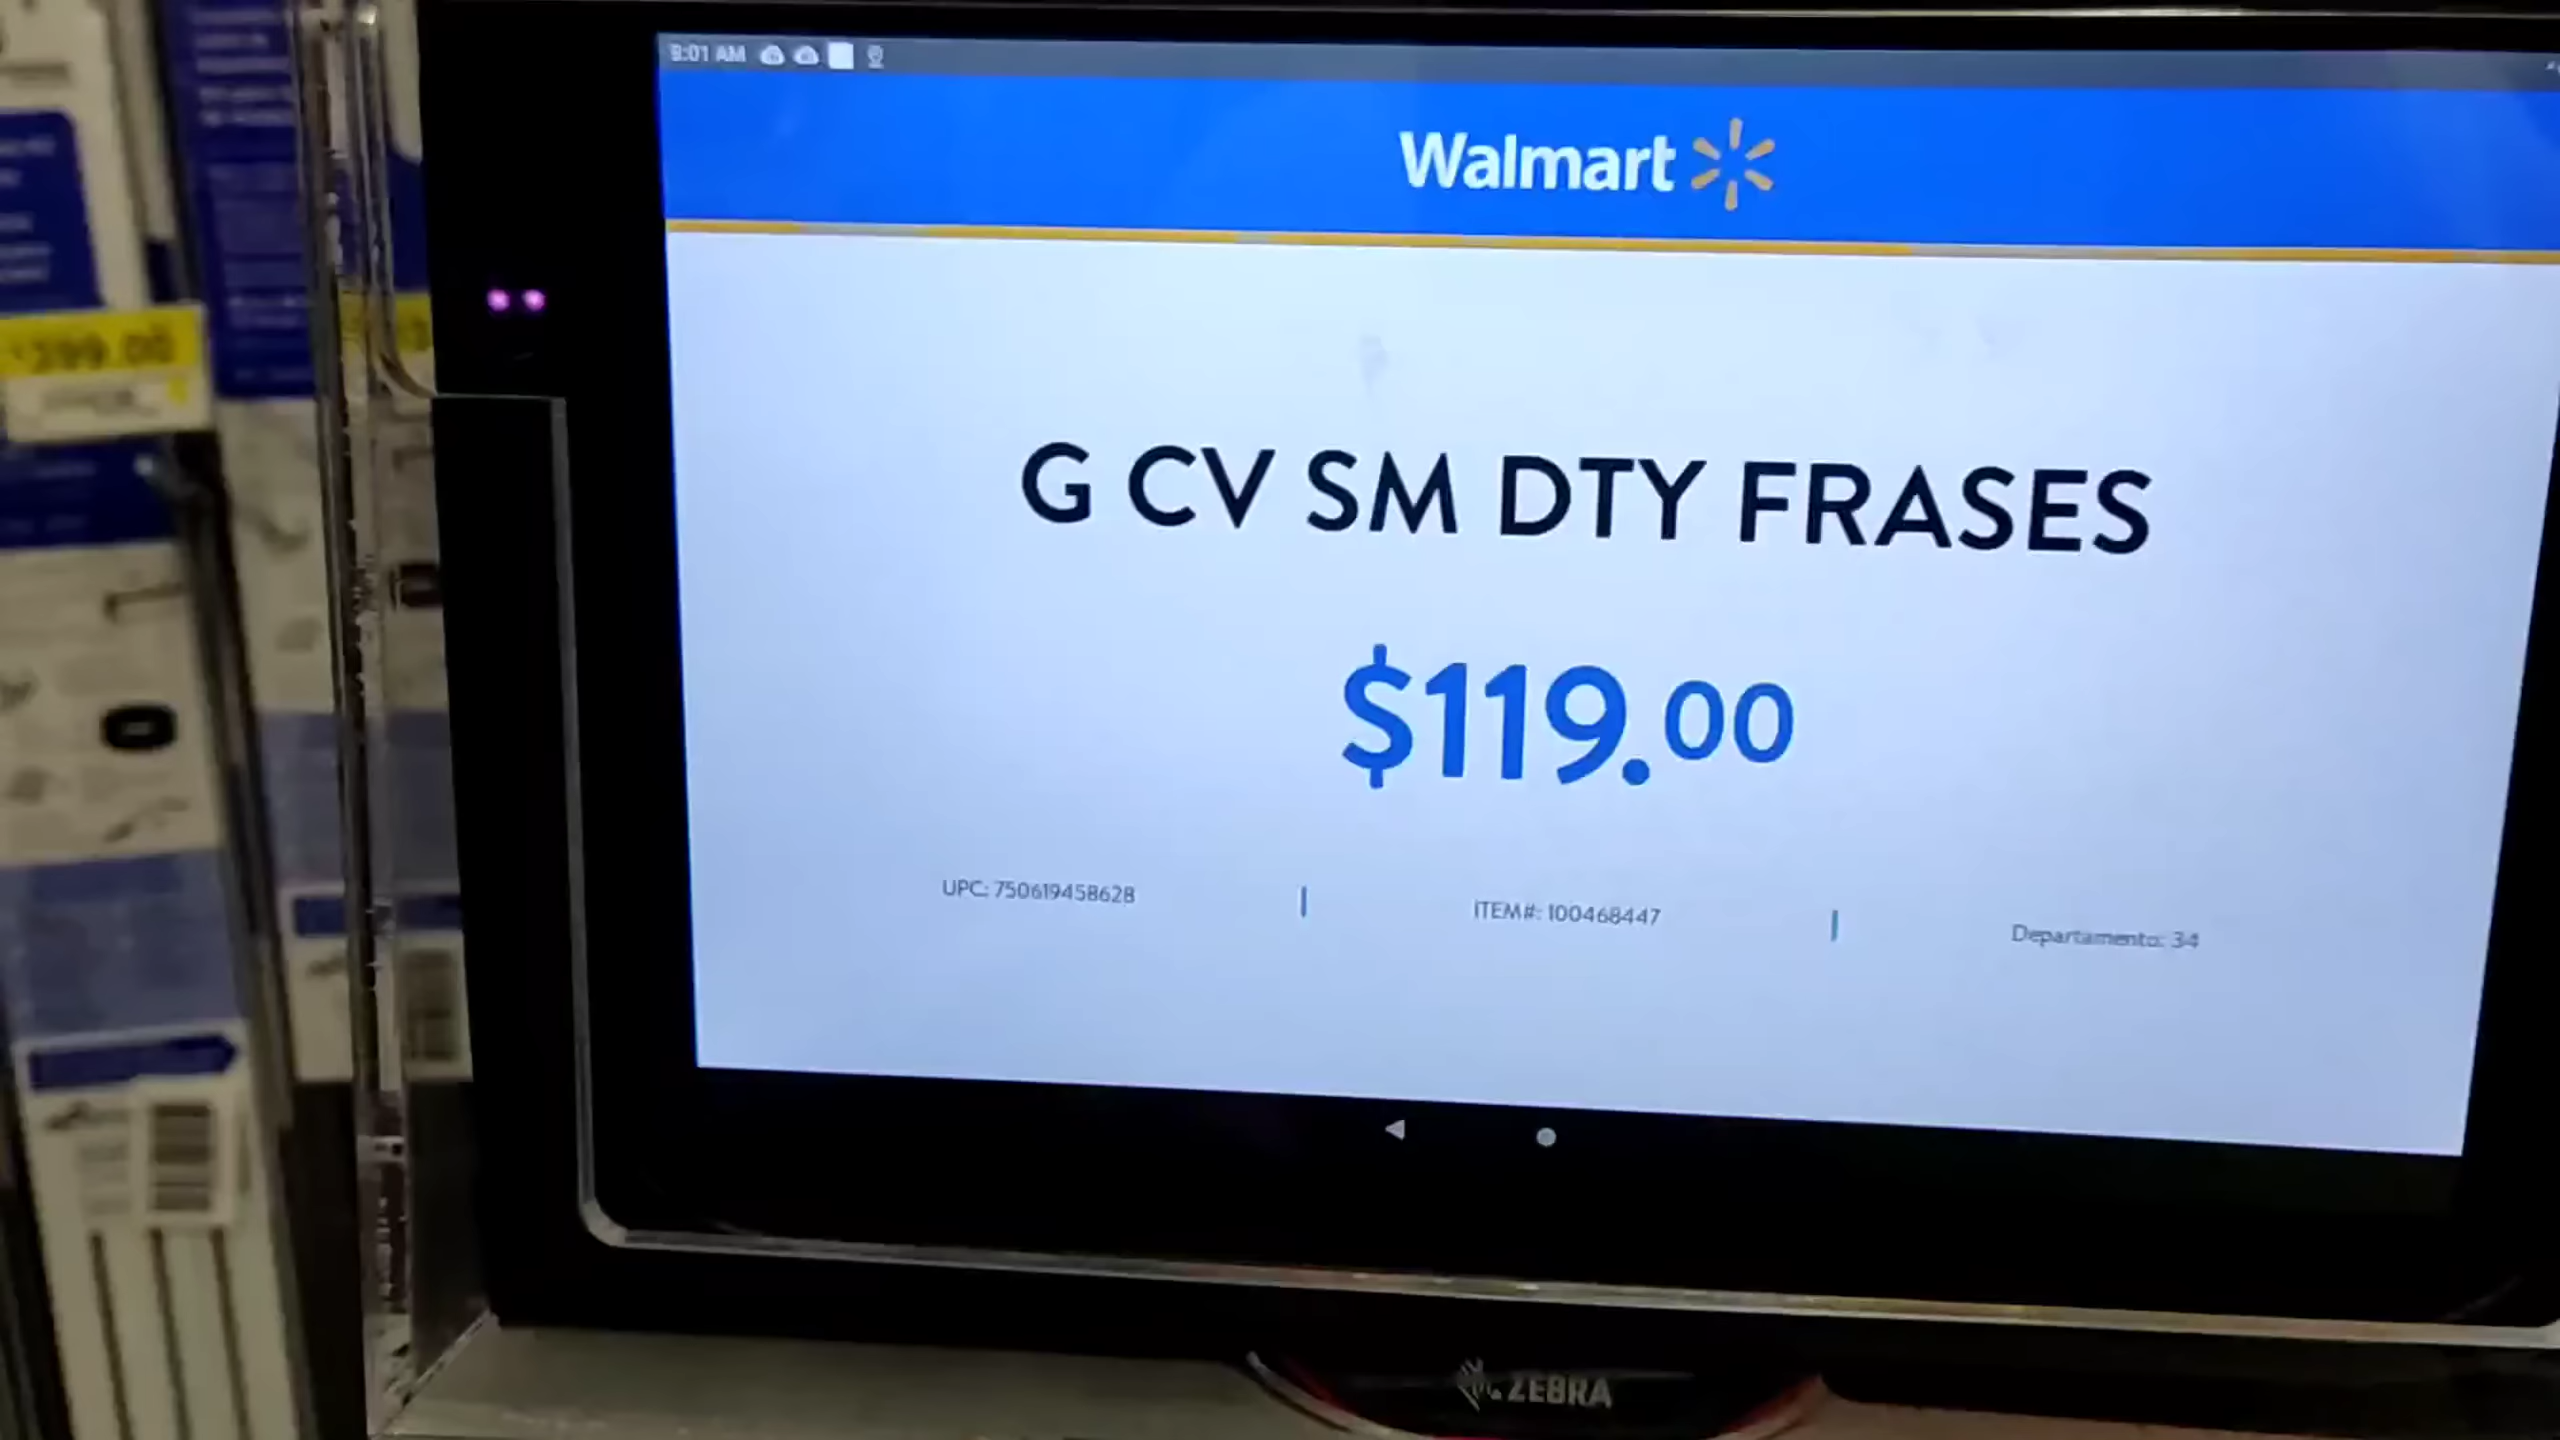 9:01 AM
Walmart
G CV SM DTY FRASES
$119.00
UPC: 750619458628 | ITEM#: 100468447 | Departamento: 34
ZEBRA